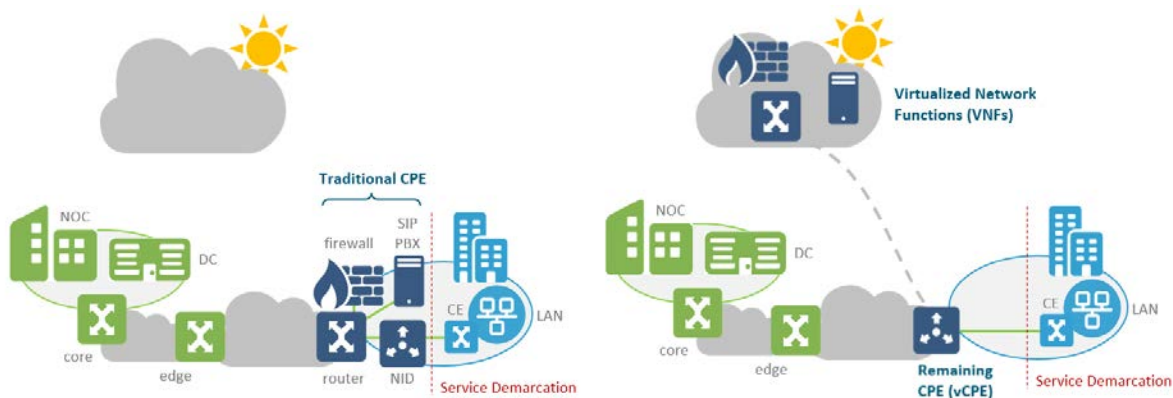 Virtualized Network
Functions (VNFs)
Traditional CPE
NOC
DC
firewall
SIP
PBX
CE
LAN
core
edge
router
NID
Service Demarcation
NOC
DC
CE
LAN
core
edge
Remaining
CPE (vCPE)
Service Demarcation